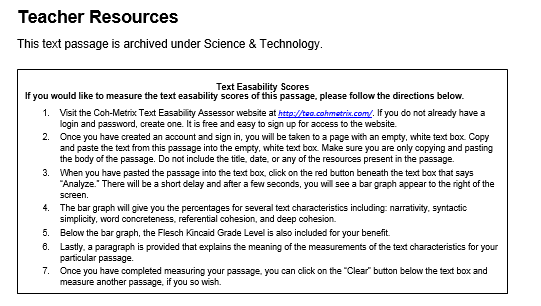 Teacher Resources
This text passage is archived under Science & Technology.
Text Easability Scores
If you would like to measure the text easability scores of this passage, please follow the directions below.
1. Visit the Coh-Metrix Text Easability Assessor website at http://tea.cohmetrix.com/. If you do not already have a
login and password, create one. It is free and easy to sign up for access to the website.
2. Once you have created an account and sign in, you will be taken to a page with an empty, white text box. Copy
and paste the text from this passage into the empty, white text box. Make sure you are only copying and pasting
the body of the passage. Do not include the title, date, or any of the resources present in the passage.
3. When you have pasted the passage into the text box, click on the red button beneath the text box that says
“Analyze.” There will be a short delay and after a few seconds, you will see a bar graph appear to the right of the
screen.
4. The bar graph will give you the percentages for several text characteristics including: narrativity, syntactic
simplicity, word concreteness, referential cohesion, and deep cohesion.
5. Below the bar graph, the Flesch Kincaid Grade Level is also included for your benefit.
6. Lastly, a paragraph is provided that explains the meaning of the measurements of the text characteristics for your
particular passage.
7. Once you have completed measuring your passage, you can click on the “Clear” button below the text box and
measure another passage, if you so wish.